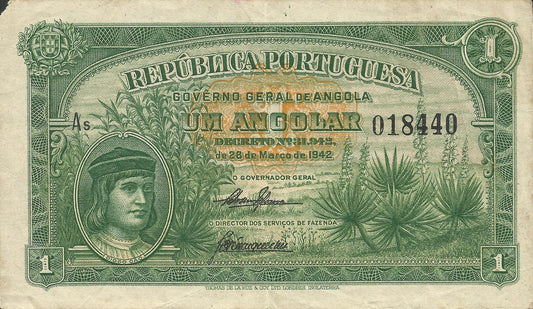 1
REPÚBLICA PORTUGUESA
GOVÊRNO GERAL DE ANGOLA
As UM ANGOLAR 018440
DECRETO Nº 31.942,
de 28 de Março de 1942
O GOVERNADOR GERAL
O DIRECTOR DOS SERVIÇOS DE FAZENDA,
1 1
THOMAS DE LA RUE & COY. LTD. LONDRES. INGLATERRA.